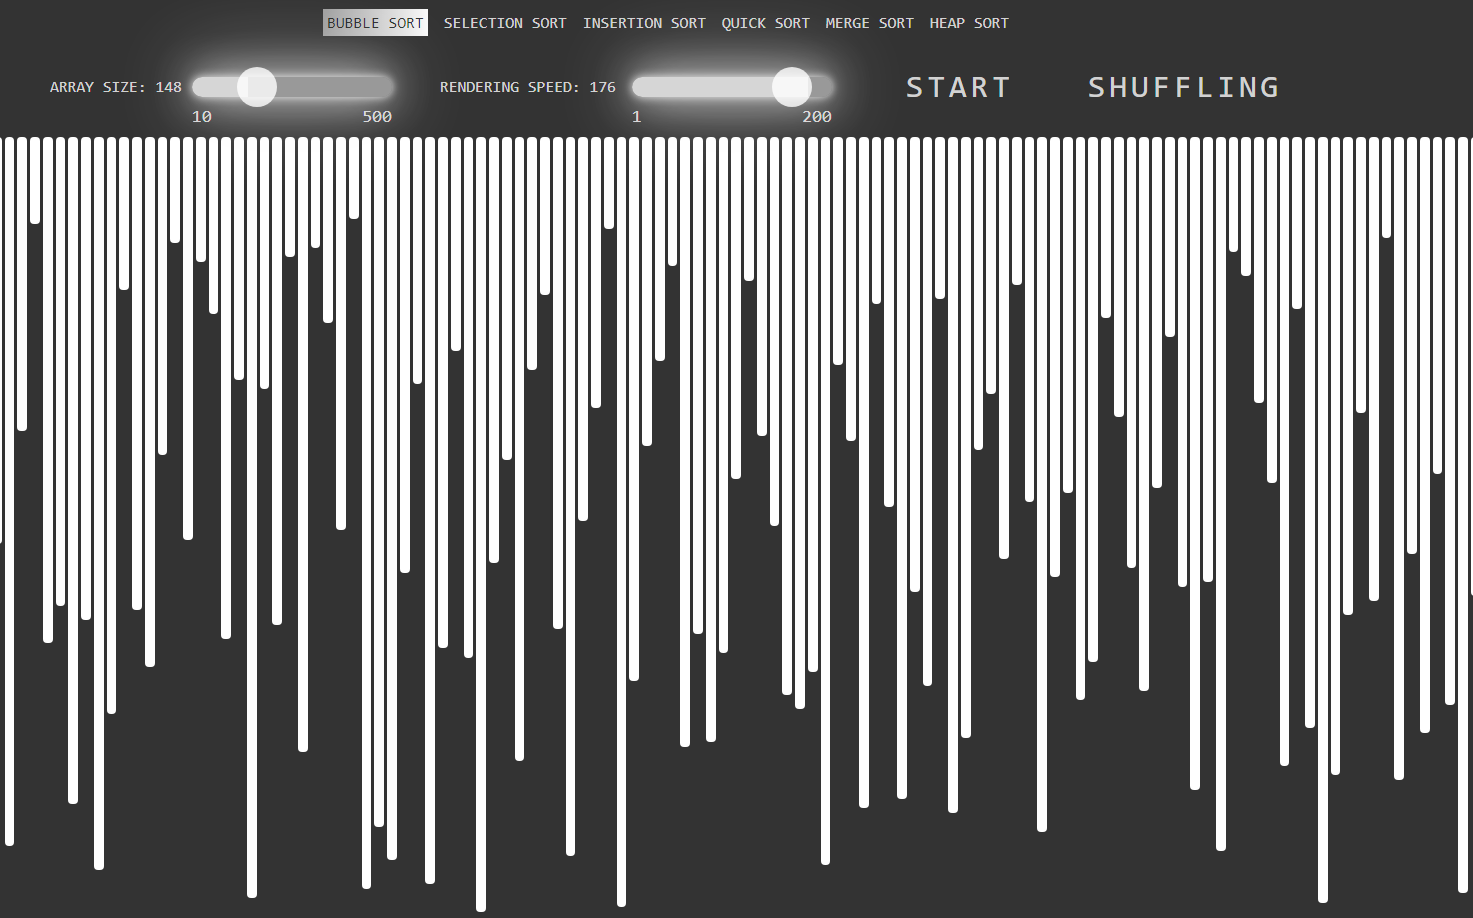 BUBBLE SORT SELECTION SORT INSERTION SORT QUICK SORT MERGE SORT HEAP SORT
ARRAY SIZE: 148 RENDERING SPEED: 176 START SHUFFLING
10 500 1 200